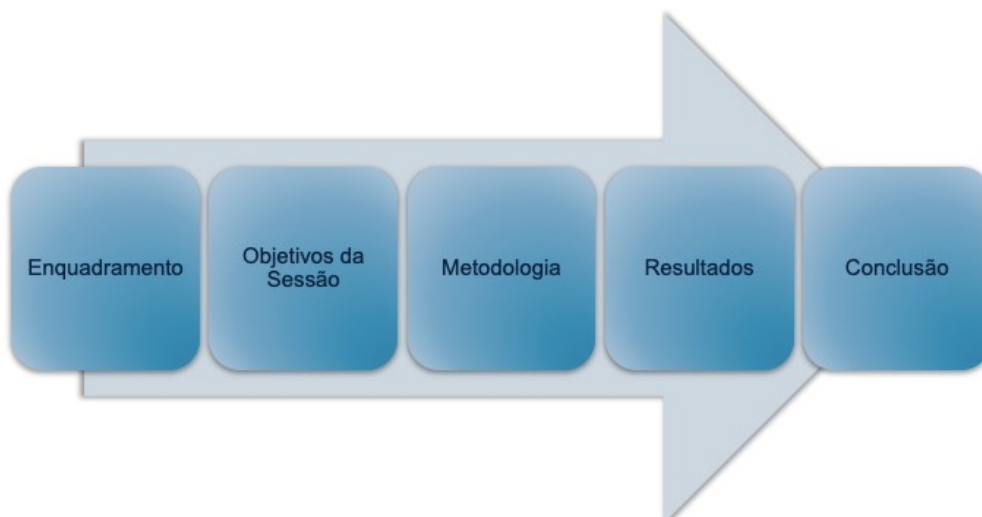 Enquadramento
Objetivos da
Sessão
Metodologia
Resultados
Conclusão